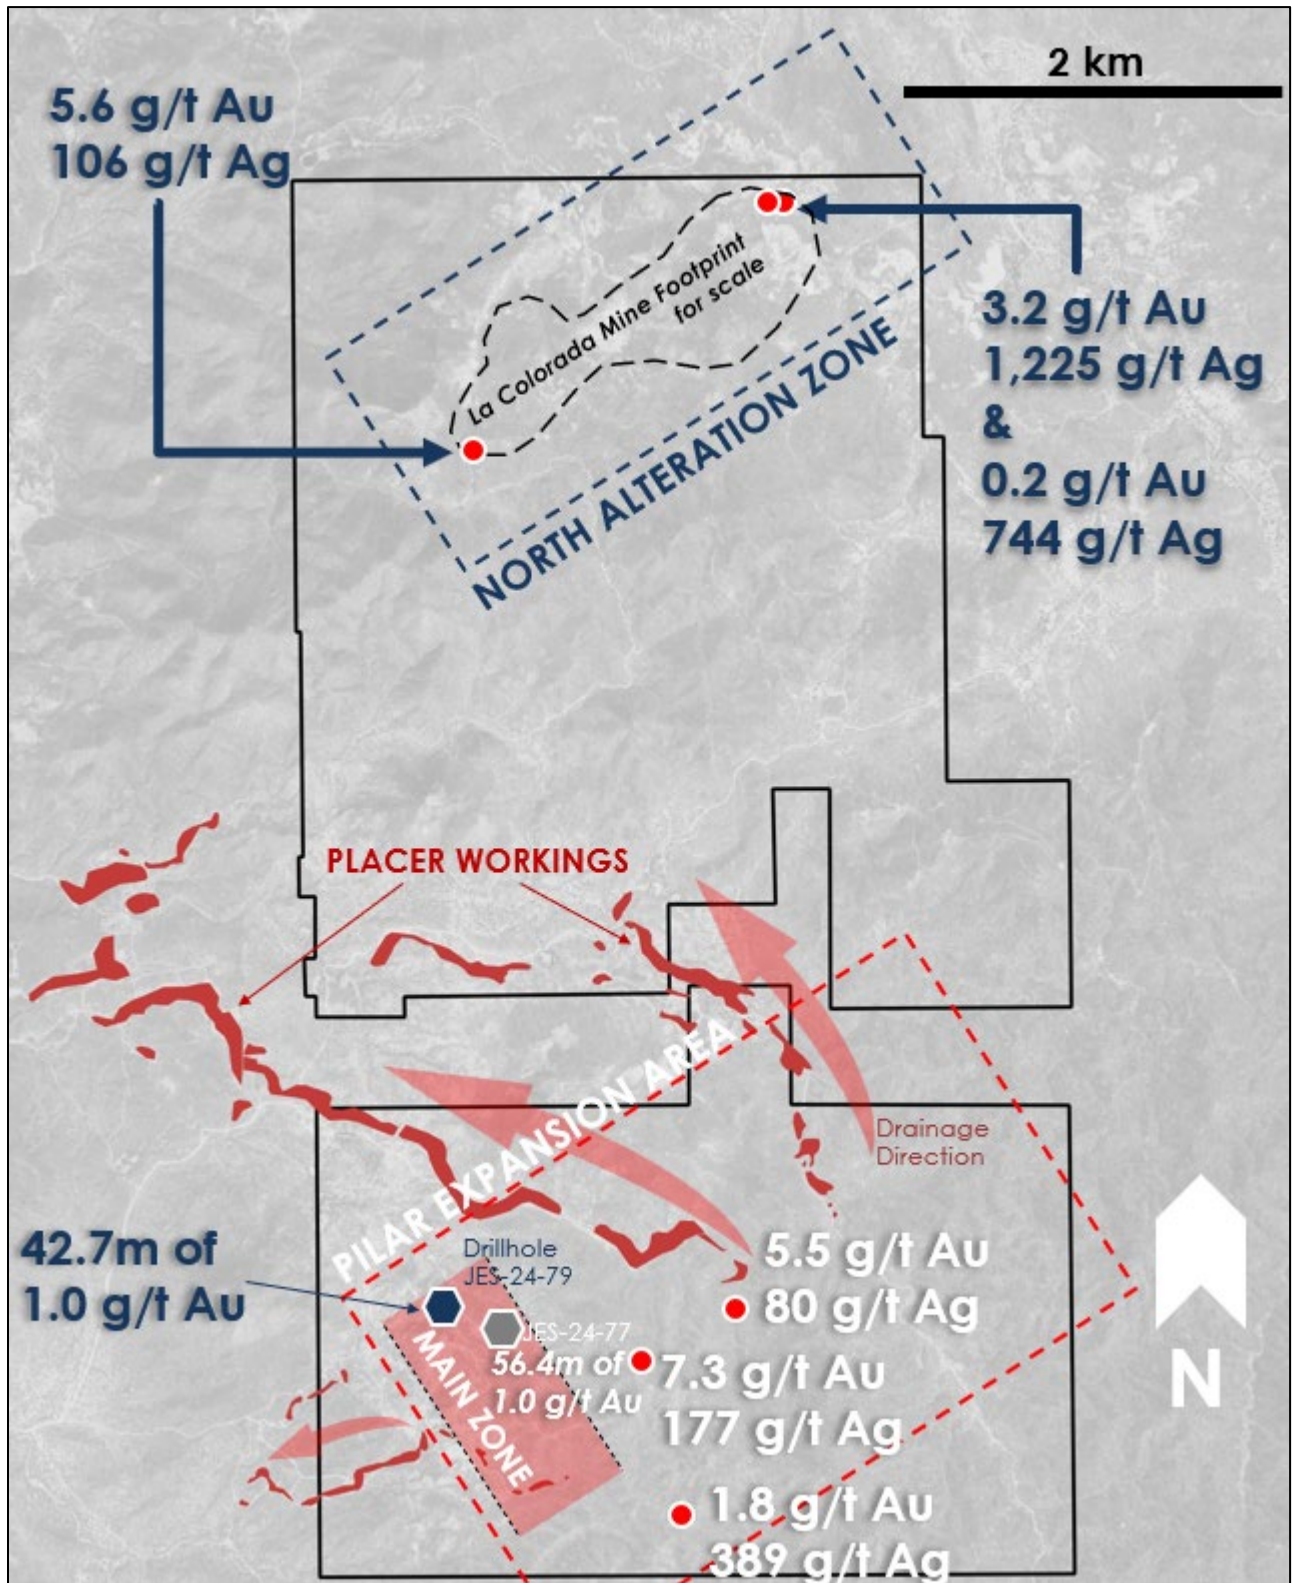 2 km
5.6 g/t Au
106 g/t Ag
La Colorada Mine Footprint
for scale
3.2 g/t Au
1,225 g/t Ag
&
0.2 g/t Au
744 g/t Ag
NORTH ALTERATION ZONE
PLACER WORKINGS
PILAR EXPANSION AREA
Drainage
Direction
42.7m of
1.0 g/t Au
Drillhole
JES-24-79
JES-24-77
56.4m of
1.0 g/t Au
MAIN ZONE
5.5 g/t Au
80 g/t Ag
7.3 g/t Au
177 g/t Ag
1.8 g/t Au
389 g/t Ag
N